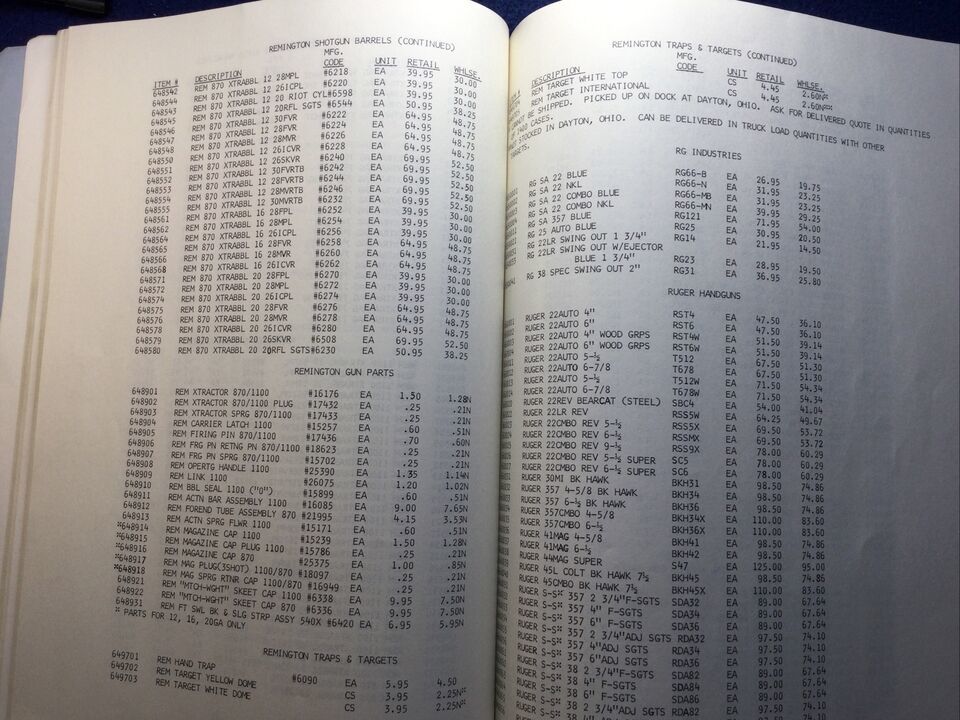 REMINGTON SHOTGUN BARRELS (CONTINUED)
MFG.
ITEM # DESCRIPTION CODE UNIT RETAIL WHLSE.
648542 REM 870 XTRABBL 12 28MPL #6218 EA 39.95 30.00
648544 REM 870 XTRABBL 12 26ICPL #6220 EA 39.95 30.00
648543 REM 870 XTRABBL 12 20 RIOT CYL#6598 EA 39.95 30.00
648545 REM 870 XTRABBL 12 20RFL SGTS #6544 EA 50.95 38.25
648546 REM 870 XTRABBL 12 30FVR #6222 EA 64.95 48.75
648547 REM 870 XTRABBL 12 28FVR #6224 EA 64.95 48.75
648548 REM 870 XTRABBL 12 28MVR #6226 EA 64.95 48.75
648550 REM 870 XTRABBL 12 26ICVR #6228 EA 64.95 48.75
648551 REM 870 XTRABBL 12 26SKVR #6240 EA 69.95 52.50
648552 REM 870 XTRABBL 12 30FVRTB #6242 EA 69.95 52.50
648553 REM 870 XTRABBL 12 28FVRTB #6244 EA 69.95 52.50
648554 REM 870 XTRABBL 12 28MVRTB #6246 EA 69.95 52.50
648555 REM 870 XTRABBL 12 30MVRTB #6232 EA 69.95 52.50
648561 REM 870 XTRABBL 16 28FPL #6252 EA 39.95 30.00
648562 REM 870 XTRABBL 16 28MPL #6254 EA 39.95 30.00
648564 REM 870 XTRABBL 16 26ICPL #6256 EA 39.95 30.00
648565 REM 870 XTRABBL 16 28FVR #6258 EA 64.95 48.75
648566 REM 870 XTRABBL 16 28MVR #6260 EA 64.95 48.75
648568 REM 870 XTRABBL 16 26ICVR #6262 EA 64.95 48.75
648571 REM 870 XTRABBL 20 28FPL #6270 EA 39.95 30.00
648572 REM 870 XTRABBL 20 28MPL #6272 EA 39.95 30.00
648574 REM 870 XTRABBL 20 26ICPL #6274 EA 39.95 30.00
648575 REM 870 XTRABBL 20 28FVR #6276 EA 64.95 48.75
648576 REM 870 XTRABBL 20 28MVR #6278 EA 64.95 48.75
648578 REM 870 XTRABBL 20 26ICVR #6280 EA 64.95 48.75
648579 REM 870 XTRABBL 20 26SKVR #6508 EA 69.95 52.50
648580 REM 870 XTRABBL 20 20RFL SGTS#6230 EA 50.95 38.25
REMINGTON GUN PARTS
648901 REM XTRACTOR 870/1100 #16176 EA 1.50 1.28N
648902 REM XTRACTOR 870/1100 PLUG #17432 EA .25 .21N
648903 REM XTRACTOR SPRG 870/1100 #17433 EA .25 .21N
648904 REM CARRIER LATCH 1100 #15257 EA .60 .51N
648905 REM FIRING PIN 870/1100 #17436 EA .70 .60N
648906 REM FRG PN RETNG PN 870/1100 #18623 EA .25 .21N
648907 REM FRG PN SPRG 870/1100 #15702 EA .25 .21N
648908 REM OPERTG HANDLE 1100 #25390 EA 1.35 1.14N
648909 REM LINK 1100 #26075 EA 1.20 1.02N
648910 REM BBL SEAL 1100 ("O") #15899 EA .60 .51N
648911 REM ACTN BAR ASSEMBLY 1100 #16085 EA 9.00 7.65N
648912 REM FOREND TUBE ASSEMBLY 870 #21995 EA 4.15 3.53N
648913 REM ACTN SPRG FLWR 1100 #15171 EA .60 .51N
*648914 REM MAGAZINE CAP 1100 #15239 EA 1.50 1.28N
*648915 REM MAGAZINE CAP PLUG 1100 #15786 EA .25 .21N
*648916 REM MAGAZINE CAP 870 #25375 EA 1.00 .85N
*648917 REM MAG PLUG(3SHOT) 1100/870 #18097 EA .25 .21N
*648918 REM MAG SPRG RTNR CAP 1100/870 #16949 EA .25 .21N
648921 REM "MTCH-WGHT" SKEET CAP 1100 #6338 EA 9.95 7.50N
648922 REM "MTCH-WGHT" SKEET CAP 870 #6336 EA 9.95 7.50N
648931 REM FT SWL BK & SLG STRP ASSY 540X #6420 EA 6.95 5.95N
* PARTS FOR 12, 16, 20GA ONLY
REMINGTON TRAPS & TARGETS
649701 REM HAND TRAP #6090 EA 5.95 4.50
649702 REM TARGET YELLOW DOME CS 3.95 2.25N**
649703 REM TARGET WHITE DOME CS 3.95 2.25N**
REMINGTON TRAPS & TARGETS (CONTINUED)
MFG.
DESCRIPTION CODE UNIT RETAIL WHLSE.
REM TARGET WHITE TOP CS 4.45 2.60N**
REM TARGET INTERNATIONAL CS 4.45 2.60N**
BE SHIPPED. PICKED UP ON DOCK AT DAYTON, OHIO. ASK FOR DELIVERED QUOTE IN QUANTITIES
CASES.
STOCKED IN DAYTON, OHIO. CAN BE DELIVERED IN TRUCK LOAD QUANTITIES WITH OTHER
TARGETS.
RG INDUSTRIES
RG SA 22 BLUE RG66-B EA 26.95 19.75
RG SA 22 NKL RG66-N EA 31.95 23.25
RG SA 22 COMBO BLUE RG66-MB EA 31.95 23.25
RG SA 22 COMBO NKL RG66-MN EA 39.95 29.25
RG SA 357 BLUE RG121 EA 71.95 54.00
RG 25 AUTO BLUE RG25 EA 30.95 20.50
RG 22LR SWING OUT 1 3/4" RG14 EA 21.95 14.50
RG 22LR SWING OUT W/EJECTOR
BLUE 1 3/4" RG23 EA 28.95 19.50
RG 38 SPEC SWING OUT 2" RG31 EA 36.95 25.80
RUGER HANDGUNS
RUGER 22AUTO 4" RST4 EA 47.50 36.10
RUGER 22AUTO 6" RST6 EA 47.50 36.10
RUGER 22AUTO 4" WOOD GRPS RST4W EA 51.50 39.14
RUGER 22AUTO 6" WOOD GRPS RST6W EA 51.50 39.14
RUGER 22AUTO 5-½ T512 EA 67.50 51.30
RUGER 22AUTO 6-7/8 T678 EA 67.50 51.30
RUGER 22AUTO 5-½ T512W EA 71.50 54.34
RUGER 22AUTO 6-7/8 T678W EA 71.50 54.34
RUGER 22REV BEARCAT (STEEL) SBC4 EA 54.00 41.04
RUGER 22LR REV RSS5W EA 64.25 49.67
RUGER 22CMBO REV 5-½ RSS5X EA 69.50 53.72
RUGER 22CMBO REV 6-½ RSSMX EA 69.50 53.72
RUGER 22CMBO REV 9-½ RSS9X EA 78.00 60.29
RUGER 22CMBO REV 5-½ SUPER SC5 EA 78.00 60.29
RUGER 22CMBO REV 6-½ SUPER SC6 EA 78.00 60.29
RUGER 30MI BK HAWK BKH31 EA 98.50 74.86
RUGER 357 4-5/8 BK HAWK BKH34 EA 98.50 74.86
RUGER 357 6-½ BK HAWK BKH36 EA 98.50 74.86
RUGER 357CMBO 4-5/8 BKH34X EA 110.00 83.60
RUGER 357CMBO 6-½ BKH36X EA 110.00 83.60
RUGER 41MAG 4-5/8 BKH41 EA 98.50 74.86
RUGER 41MAG 6-½ BKH42 EA 98.50 74.86
RUGER 44MAG SUPER S47 EA 125.00 95.00
RUGER 45L COLT BK HAWK 7½ BKH45 EA 98.50 74.86
RUGER 45CMBO BK HAWK 7½ BKH45X EA 110.00 83.60
RUGER S-S* 357 2 3/4"F-SGTS SDA32 EA 89.00 67.64
RUGER S-S* 357 4" F-SGTS SDA34 EA 89.00 67.64
RUGER S-S* 357 6" F-SGTS SDA36 EA 89.00 67.64
RUGER S-S* 357 2 3/4"ADJ SGTS RDA32 EA 97.50 74.10
RUGER S-S* 357 4"ADJ SGTS RDA34 EA 97.50 74.10
RUGER S-S* 357 6"ADJ SGTS RDA36 EA 97.50 74.10
RUGER S-S* 38 2 3/4"F-SGTS SDA82 EA 89.00 67.64
RUGER S-S* 38 4" F-SGTS SDA84 EA 89.00 67.64
RUGER S-S* 38 6" F-SGTS SDA86 EA 89.00 67.64
RUGER S-S* 38 2 3/4"ADJ SGTS RDA82 EA 97.50 74.10